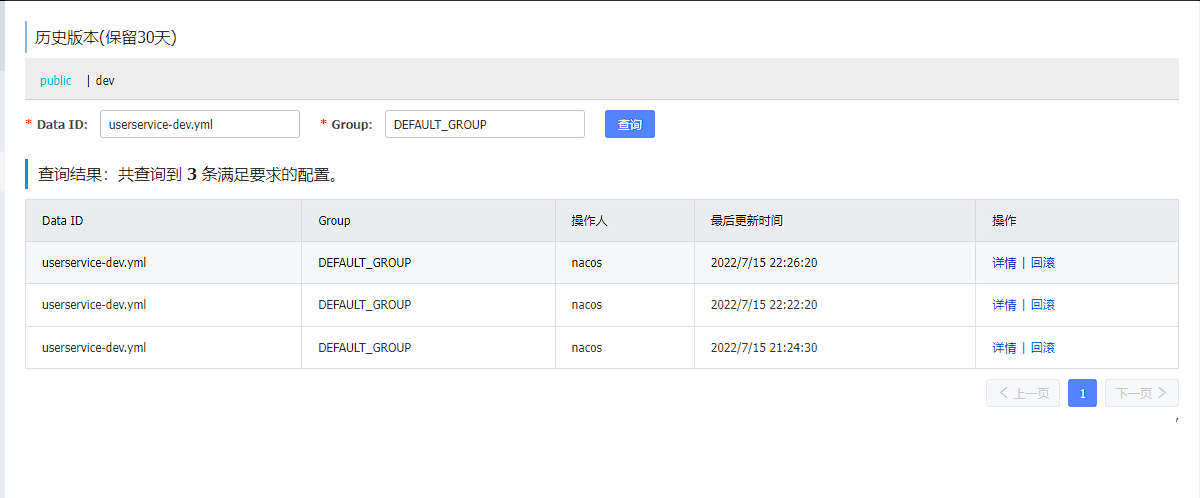 历史版本(保留30天)
public | dev
* Data ID: userservice-dev.yml * Group: DEFAULT_GROUP 查询
查询结果：共查询到 3 条满足要求的配置。
Data ID Group 操作人 最后更新时间 操作
userservice-dev.yml DEFAULT_GROUP nacos 2022/7/15 22:26:20 详情 | 回滚
userservice-dev.yml DEFAULT_GROUP nacos 2022/7/15 22:22:20 详情 | 回滚
userservice-dev.yml DEFAULT_GROUP nacos 2022/7/15 21:24:30 详情 | 回滚
上一页 1 下一页
,